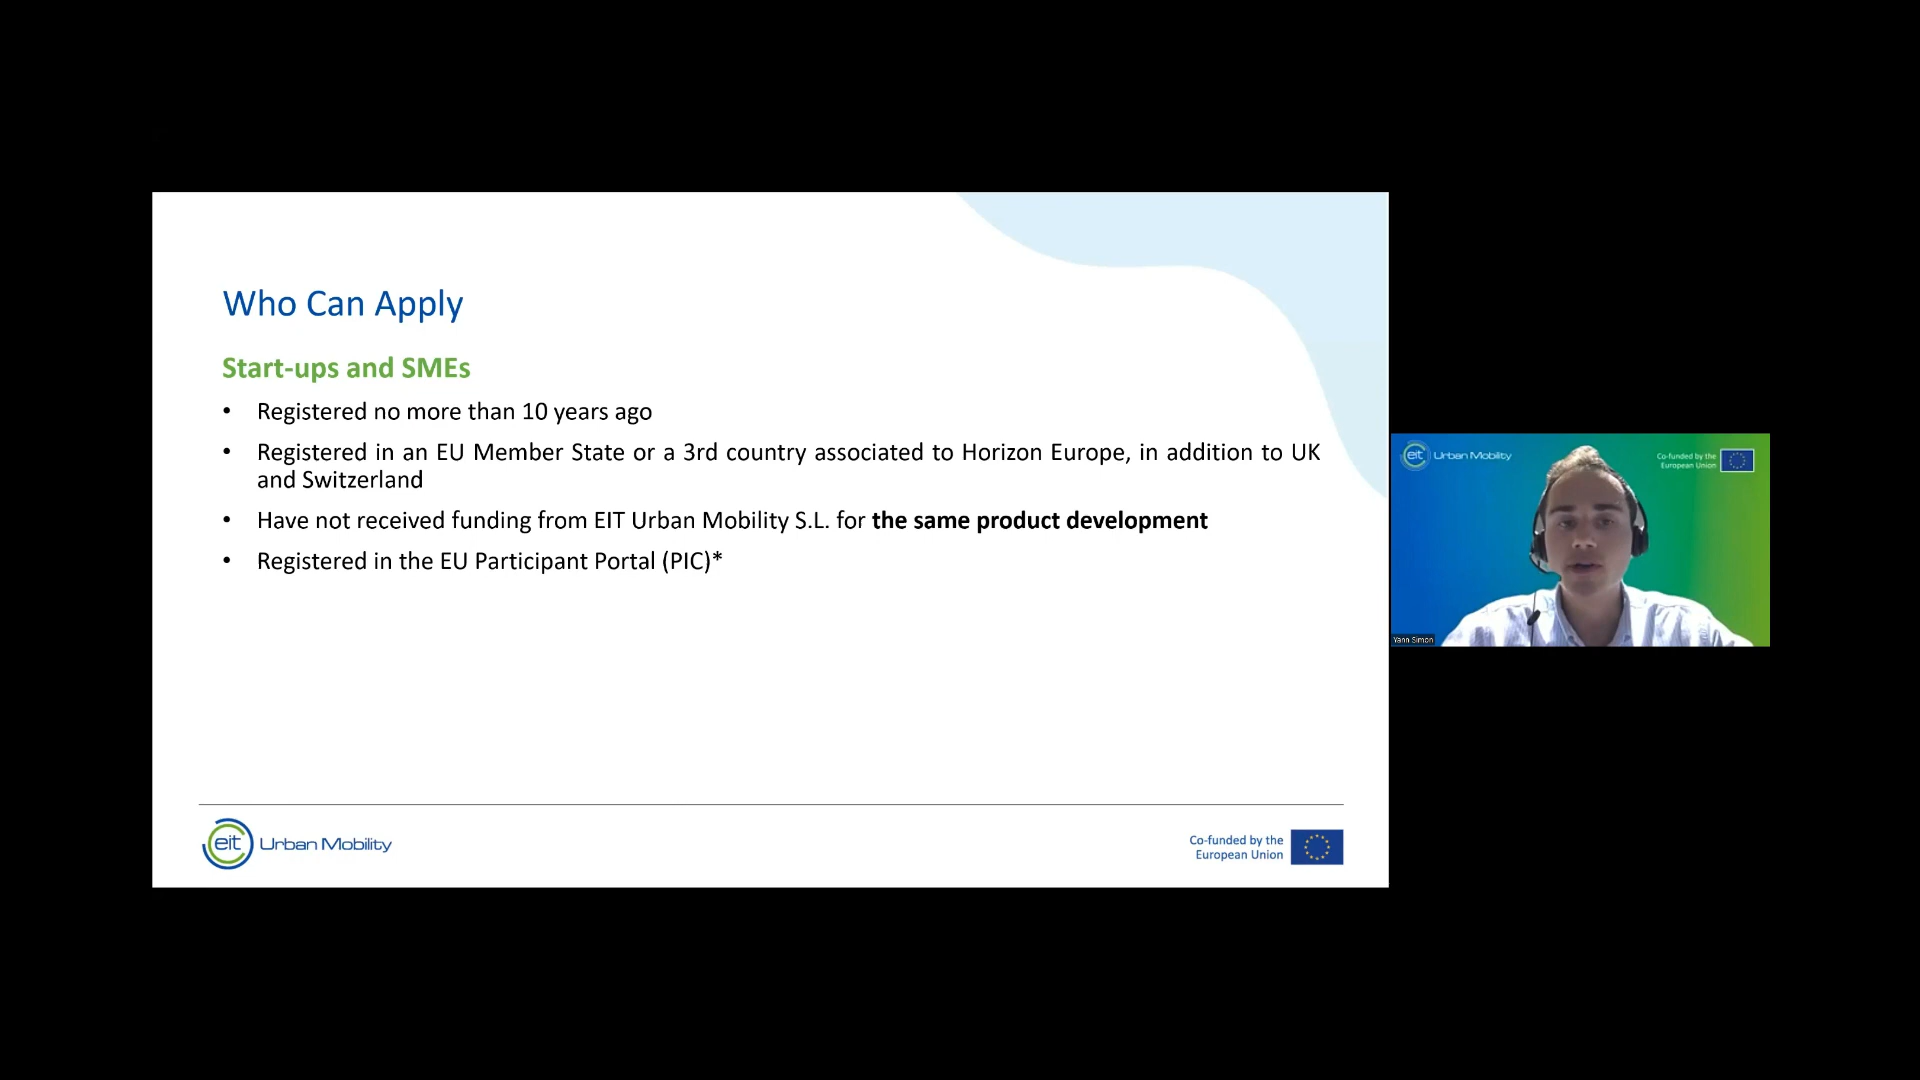 Who Can Apply
Start-ups and SMEs
• Registered no more than 10 years ago
• Registered in an EU Member State or a 3rd country associated to Horizon Europe, in addition to UK
and Switzerland
• Have not received funding from EIT Urban Mobility S.L. for the same product development
• Registered in the EU Participant Portal (PIC)*
eit Urban Mobility
Co-funded by the
European Union
eit Urban Mobility
Co-funded by the
European Union
Yann Simon